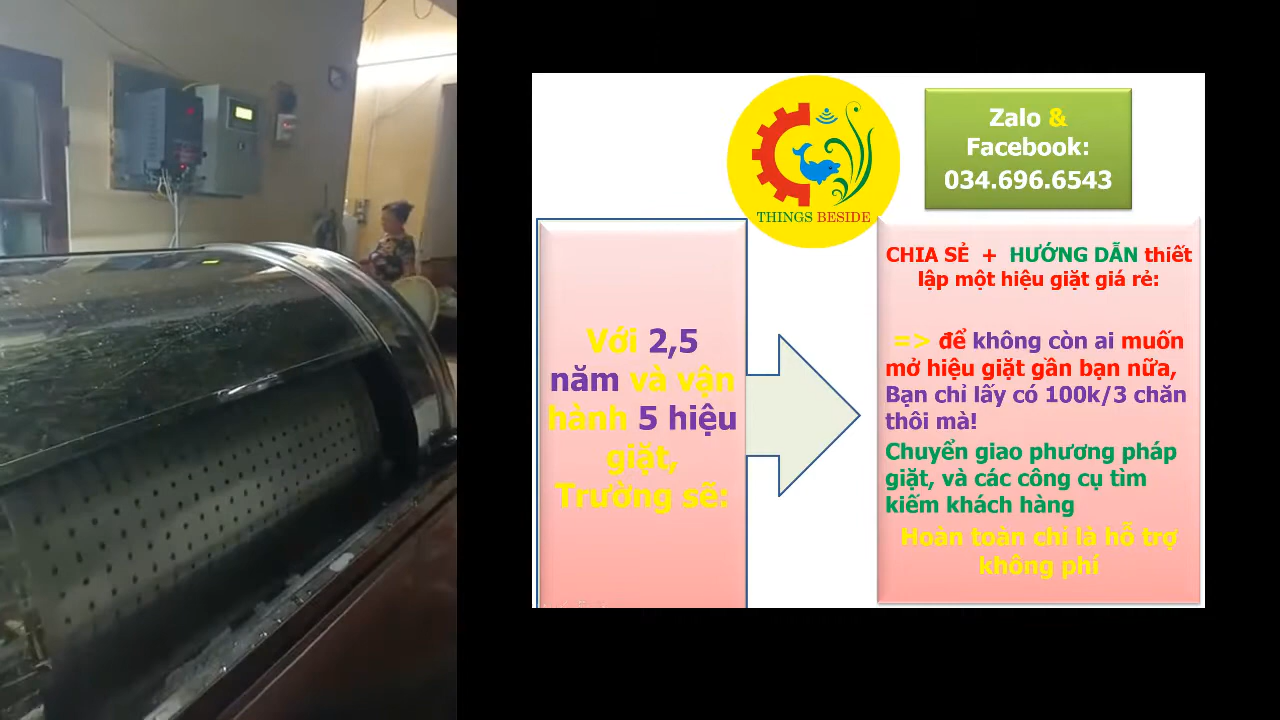 THINGS BESIDE
Zalo &
Facebook:
034.696.6543
Với 2,5
năm và vận
hành 5 hiệu
giặt,
Trường sẽ:
CHIA SẺ + HƯỚNG DẪN thiết
lập một hiệu giặt giá rẻ:
=> để không còn ai muốn
mở hiệu giặt gần bạn nữa,
Bạn chỉ lấy có 100k/3 chăn
thôi mà!
Chuyển giao phương pháp
giặt, và các công cụ tìm
kiếm khách hàng
Hoàn toàn chỉ là hỗ trợ
không phí